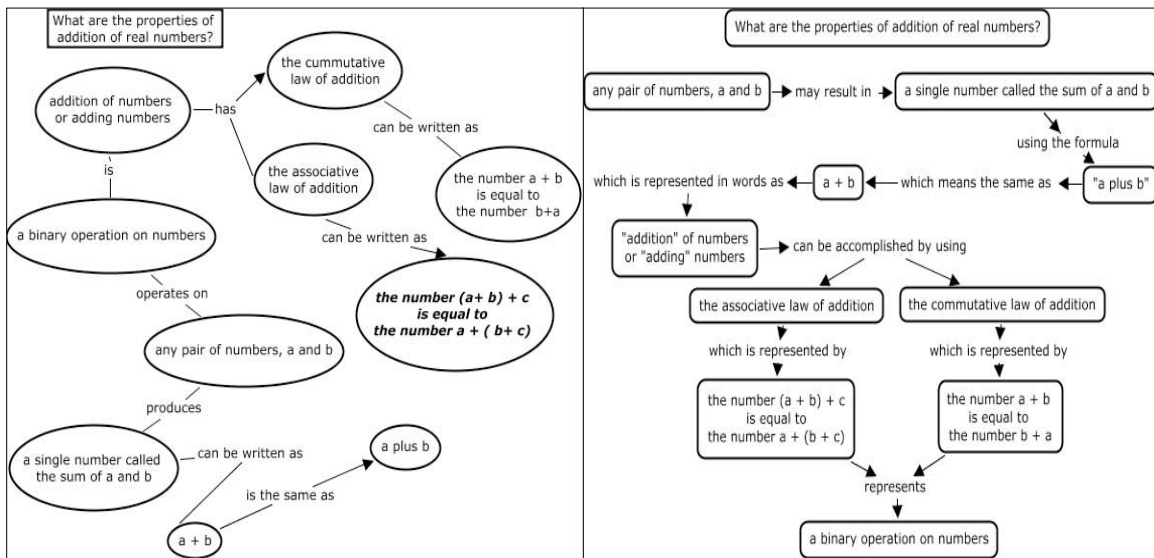 What are the properties of
addition of real numbers?
the cummutative
law of addition
addition of numbers
or adding numbers
has
can be written as
is
the associative
law of addition
the number a + b
is equal to
the number b+a
a binary operation on numbers
can be written as
operates on
the number (a+ b) + c
is equal to
the number a + ( b+ c)
any pair of numbers, a and b
produces
a single number called
the sum of a and b
can be written as
a plus b
is the same as
a + b
What are the properties of addition of real numbers?
any pair of numbers, a and b
may result in
a single number called the sum of a and b
using the formula
"a plus b"
which means the same as
a + b
which is represented in words as
"addition" of numbers
or "adding" numbers
can be accomplished by using
the associative law of addition
the commutative law of addition
which is represented by
which is represented by
the number (a + b) + c
is equal to
the number a + (b + c)
the number a + b
is equal to
the number b + a
represents
a binary operation on numbers